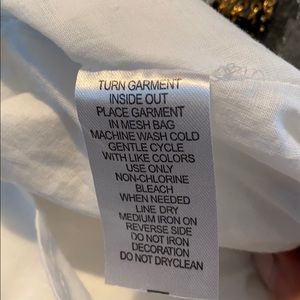 TURN GARMENT
INSIDE OUT
PLACE GARMENT
IN MESH BAG
MACHINE WASH COLD
GENTLE CYCLE
WITH LIKE COLORS
USE ONLY
NON-CHLORINE
BLEACH
WHEN NEEDED
LINE DRY
MEDIUM IRON ON
REVERSE SIDE
DO NOT IRON
DECORATION
DO NOT DRYCLEAN